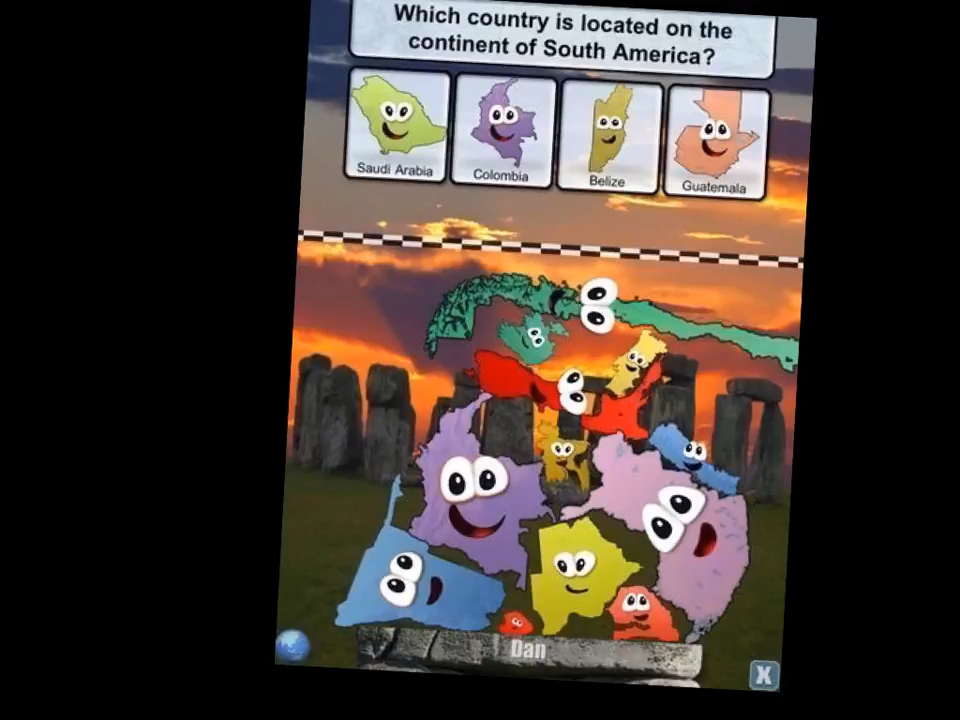 Which country is located on the
continent of South America?
Saudi Arabia
Colombia
Belize
Guatemala
Dan
X